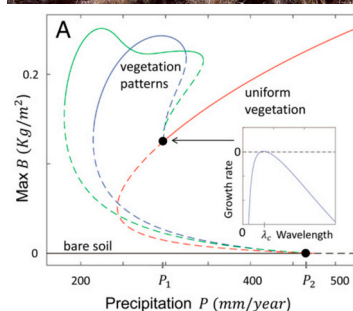 A
0.2
vegetation
patterns
uniform
vegetation
0
Growth rate
0
λc Wavelength
Max B (Kg/m²)
bare soil
0
200 P₁ 300 400 P₂ 500
Precipitation P (mm/year)